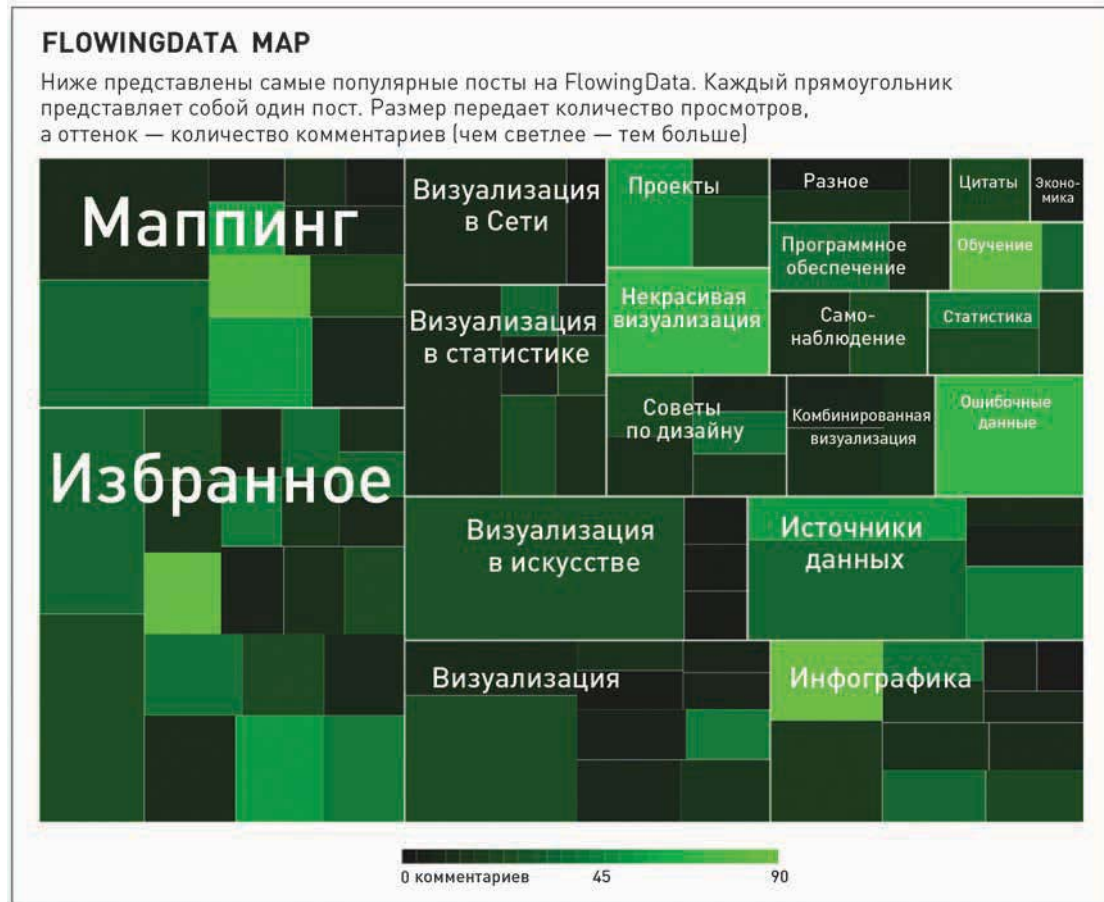 FLOWINGDATA MAP
Ниже представлены самые популярные посты на FlowingData. Каждый прямоугольник
представляет собой один пост. Размер передает количество просмотров,
а оттенок — количество комментариев (чем светлее — тем больше)
Маппинг
Избранное
Визуализация
в Сети
Визуализация
в статистике
Проекты
Некрасивая
визуализация
Разное
Цитаты
Эконо-
мика
Программное
обеспечение
Обучение
Само-
наблюдение
Статистика
Советы
по дизайну
Комбинированная
визуализация
Ошибочные
данные
Визуализация
в искусстве
Источники
данных
Визуализация
Инфографика
0 комментариев
45
90